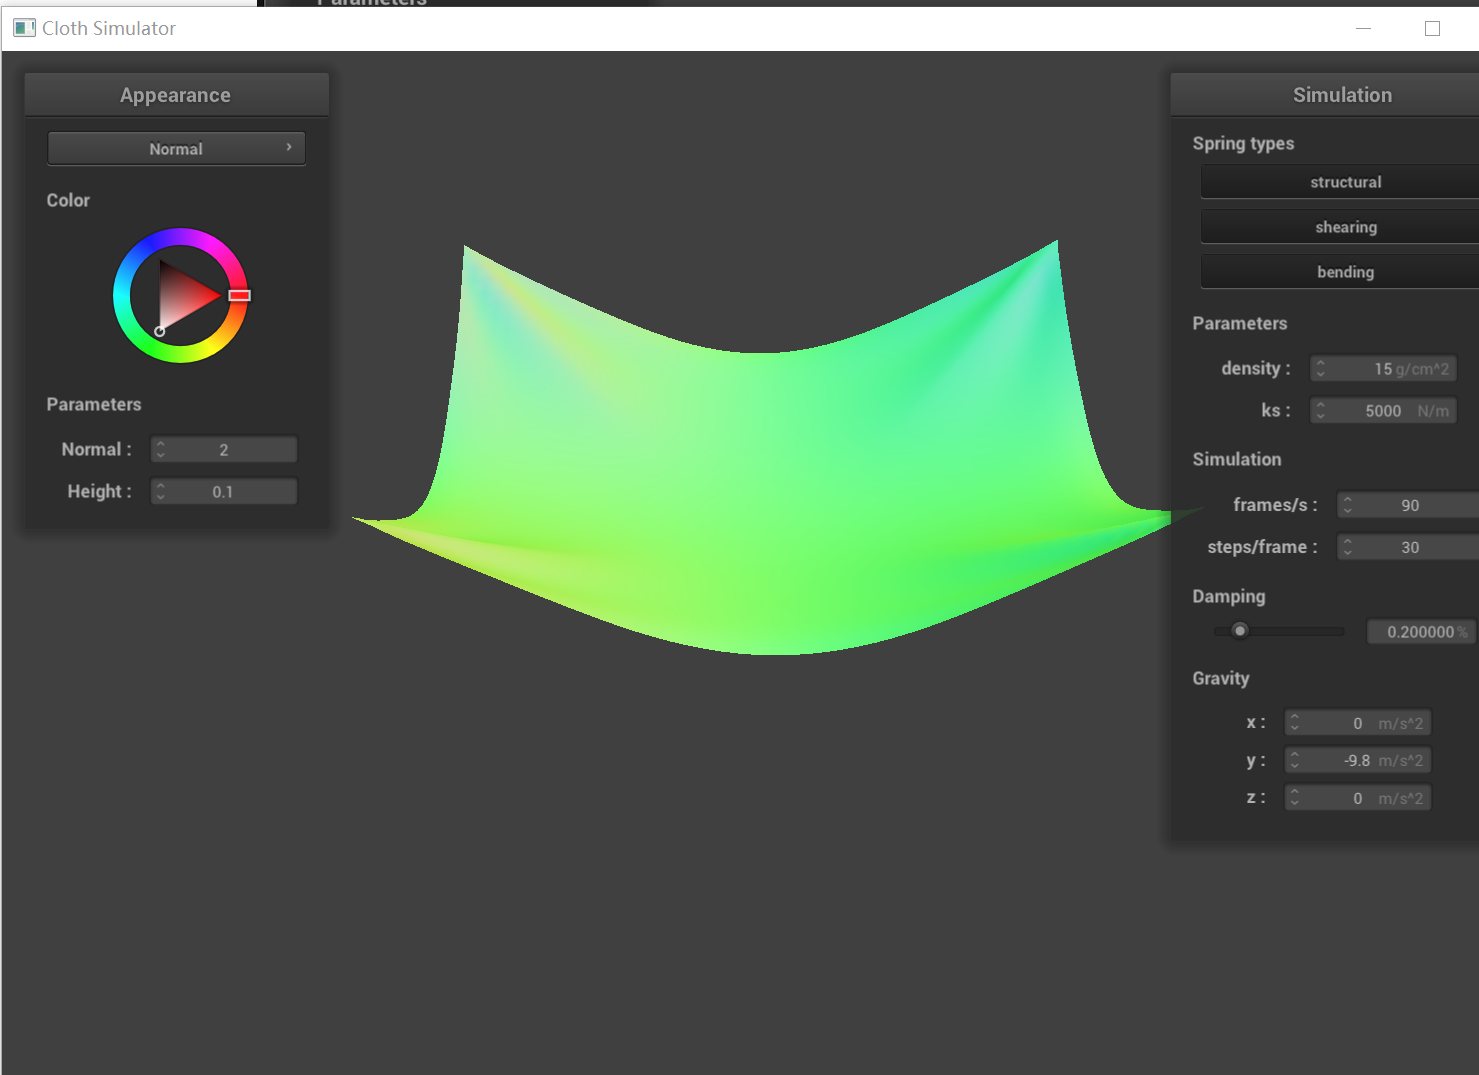 Parameters
Cloth Simulator
Appearance
Normal
Color
Parameters
Normal : 2
Height : 0.1
Simulation
Spring types
structural
shearing
bending
Parameters
density : 15 g/cm^2
ks : 5000 N/m
Simulation
frames/s : 90
steps/frame : 30
Damping
0.200000 %
Gravity
x : 0 m/s^2
y : -9.8 m/s^2
z : 0 m/s^2